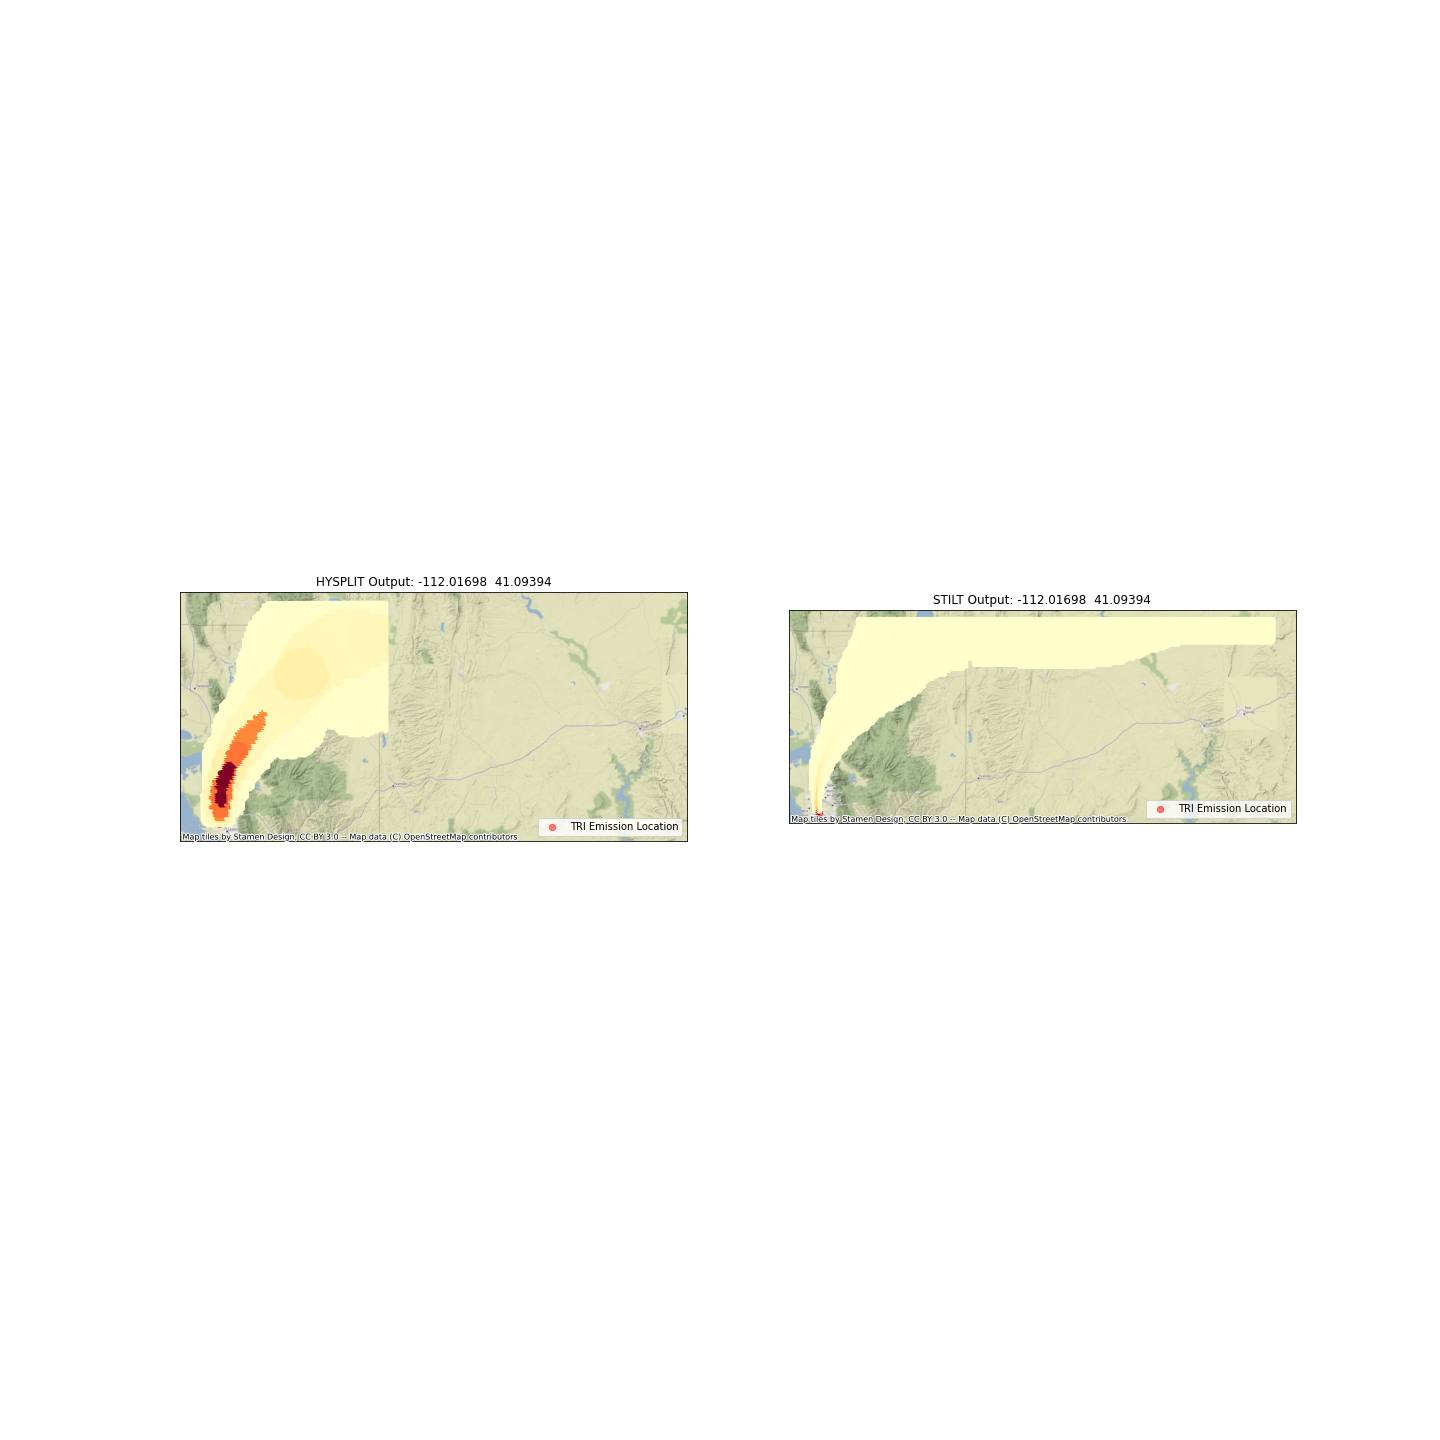 HYSPLIT Output: -112.01698  41.09394
TRI Emission Location
Map tiles by Stamen Design, CC BY 3.0 -- Map data (C) OpenStreetMap contributors
STILT Output: -112.01698  41.09394
TRI Emission Location
Map tiles by Stamen Design, CC BY 3.0 -- Map data (C) OpenStreetMap contributors